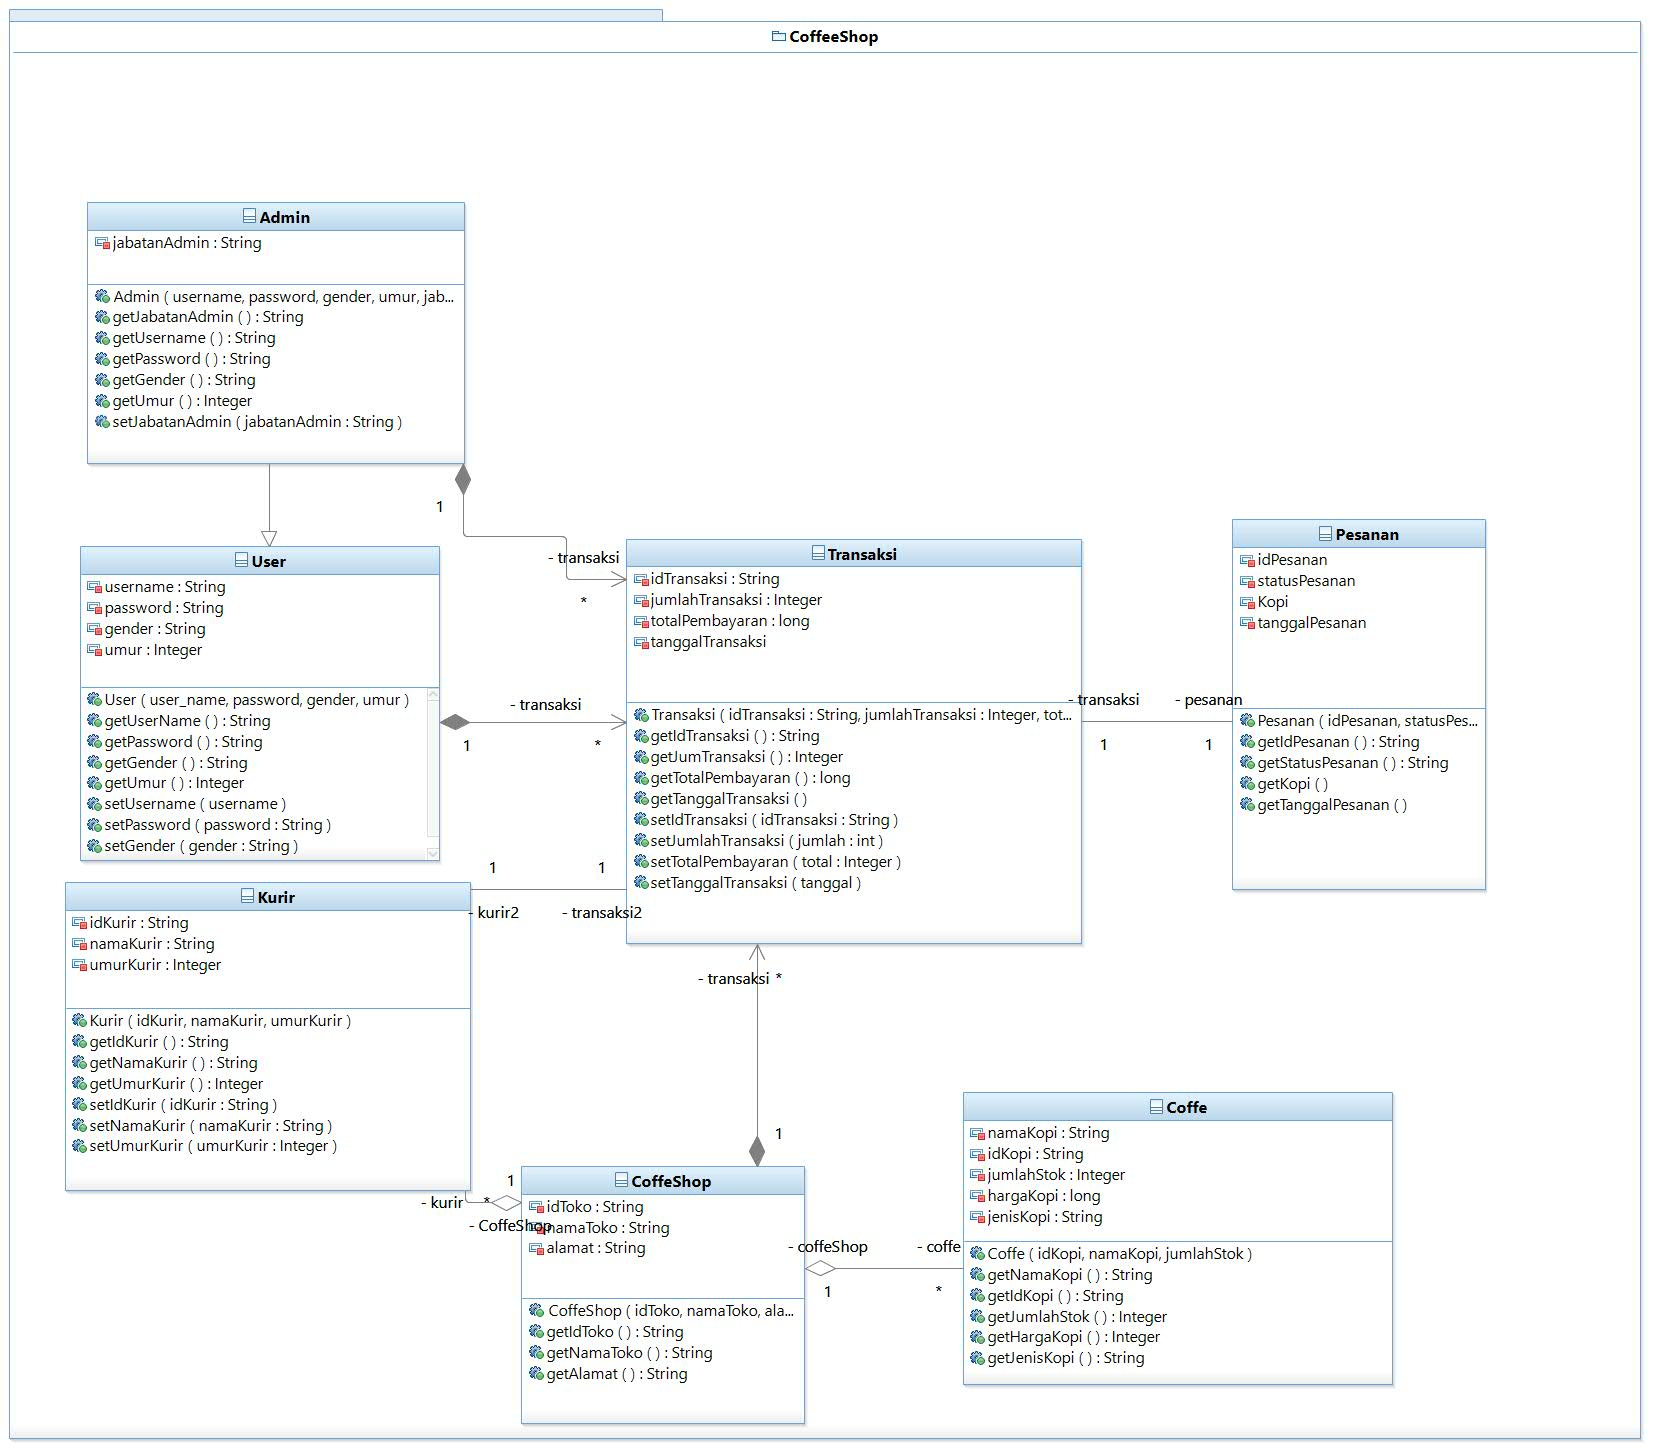 CoffeeShop
Admin
jabatanAdmin : String
Admin ( username, password, gender, umur, jab...
getJabatanAdmin ( ) : String
getUsername ( ) : String
getPassword ( ) : String
getGender ( ) : String
getUmur ( ) : Integer
setJabatanAdmin ( jabatanAdmin : String )
1
- transaksi
*
User
username : String
password : String
gender : String
umur : Integer
User ( user_name, password, gender, umur )
getUserName ( ) : String
getPassword ( ) : String
getGender ( ) : String
getUmur ( ) : Integer
setUsername ( username )
setPassword ( password : String )
setGender ( gender : String )
- transaksi
1
*
Transaksi
idTransaksi : String
jumlahTransaksi : Integer
totalPembayaran : long
tanggalTransaksi
Transaksi ( idTransaksi : String, jumlahTransaksi : Integer, tot...
getIdTransaksi ( ) : String
getJumTransaksi ( ) : Integer
getTotalPembayaran ( ) : long
getTanggalTransaksi ( )
setIdTransaksi ( idTransaksi : String )
setJumlahTransaksi ( jumlah : int )
setTotalPembayaran ( total : Integer )
setTanggalTransaksi ( tanggal )
- transaksi
- pesanan
1
1
Pesanan
idPesanan
statusPesanan
Kopi
tanggalPesanan
Pesanan ( idPesanan, statusPes...
getIdPesanan ( ) : String
getStatusPesanan ( ) : String
getKopi ( )
getTanggalPesanan ( )
1
1
- kurir2
- transaksi2
Kurir
idKurir : String
namaKurir : String
umurKurir : Integer
Kurir ( idKurir, namaKurir, umurKurir )
getIdKurir ( ) : String
getNamaKurir ( ) : String
getUmurKurir ( ) : Integer
setIdKurir ( idKurir : String )
setNamaKurir ( namaKurir : String )
setUmurKurir ( umurKurir : Integer )
- transaksi *
1
1
- kurir
*
- CoffeShop
CoffeShop
idToko : String
namaToko : String
alamat : String
CoffeShop ( idToko, namaToko, ala...
getIdToko ( ) : String
getNamaToko ( ) : String
getAlamat ( ) : String
- coffeShop
- coffe
1
*
Coffe
namaKopi : String
idKopi : String
jumlahStok : Integer
hargaKopi : long
jenisKopi : String
Coffe ( idKopi, namaKopi, jumlahStok )
getNamaKopi ( ) : String
getIdKopi ( ) : String
getJumlahStok ( ) : Integer
getHargaKopi ( ) : Integer
getJenisKopi ( ) : String